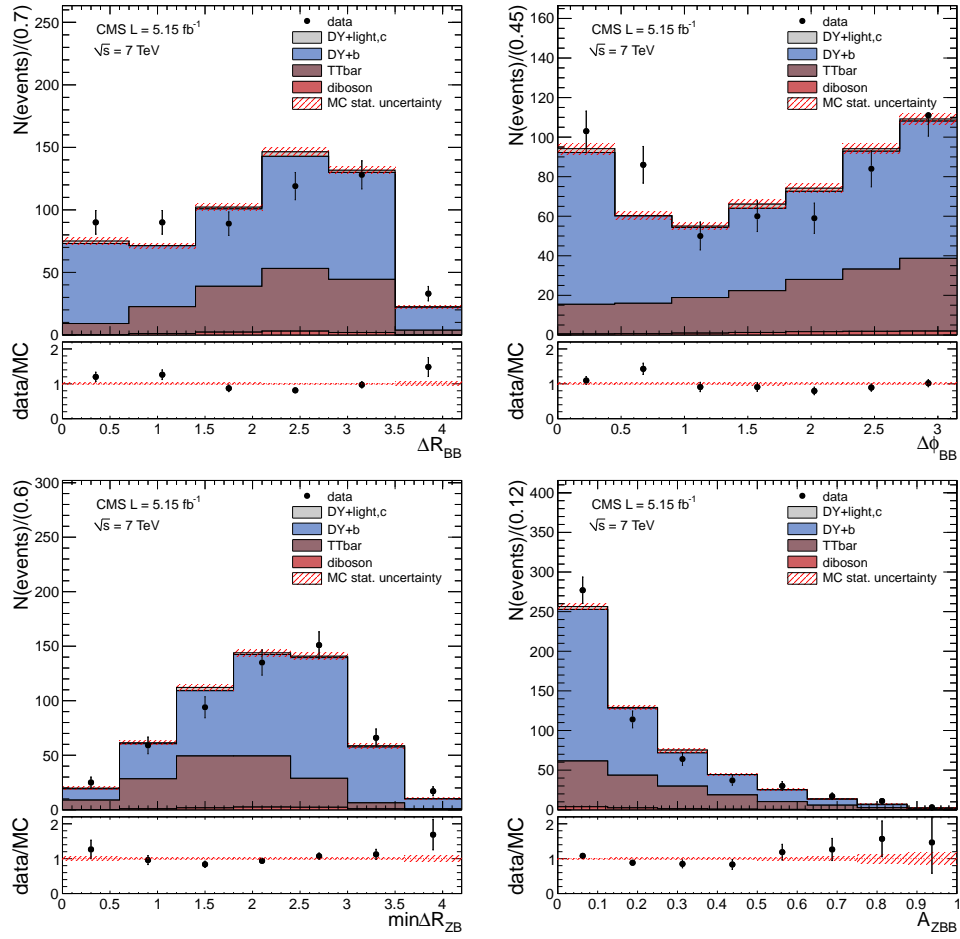 N(events)/(0.7)
250
200
150
100
50
0
CMS L = 5.15 fb⁻¹
√s = 7 TeV
data
DY+light,c
DY+b
TTbar
diboson
MC stat. uncertainty
data/MC
2
1
0
0 0.5 1 1.5 2 2.5 3 3.5 4
ΔR_BB
N(events)/(0.45)
160
140
120
100
80
60
40
20
0
CMS L = 5.15 fb⁻¹
√s = 7 TeV
data
DY+light,c
DY+b
TTbar
diboson
MC stat. uncertainty
data/MC
2
1
0
0 0.5 1 1.5 2 2.5 3
Δϕ_BB
N(events)/(0.6)
300
250
200
150
100
50
0
CMS L = 5.15 fb⁻¹
√s = 7 TeV
data
DY+light,c
DY+b
TTbar
diboson
MC stat. uncertainty
data/MC
2
1
0
0 0.5 1 1.5 2 2.5 3 3.5 4
minΔR_ZB
N(events)/(0.12)
400
350
300
250
200
150
100
50
0
CMS L = 5.15 fb⁻¹
√s = 7 TeV
data
DY+light,c
DY+b
TTbar
diboson
MC stat. uncertainty
data/MC
2
1
0
0 0.1 0.2 0.3 0.4 0.5 0.6 0.7 0.8 0.9 1
A_ZBB